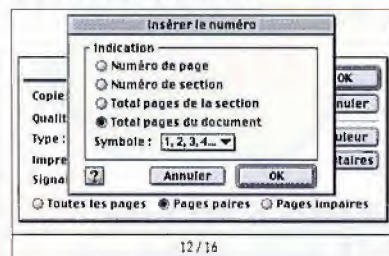 Insérer le numéro
Indication
Numéro de page
Numéro de section
Total pages de la section
Total pages du document
Symbole : 1, 2, 3, 4...
? Annuler OK
OK
Copie
nuler
Qualit
Type :
uleur
Impre
taires
Signa
Toutes les pages Pages paires Pages impaires
12/16